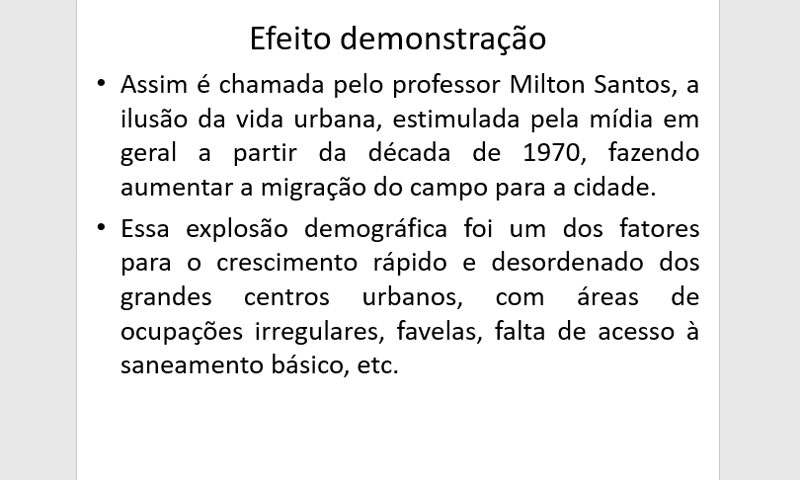 Efeito demonstração
• Assim é chamada pelo professor Milton Santos, a
ilusão da vida urbana, estimulada pela mídia em
geral a partir da década de 1970, fazendo
aumentar a migração do campo para a cidade.
• Essa explosão demográfica foi um dos fatores
para o crescimento rápido e desordenado dos
grandes centros urbanos, com áreas de
ocupações irregulares, favelas, falta de acesso à
saneamento básico, etc.